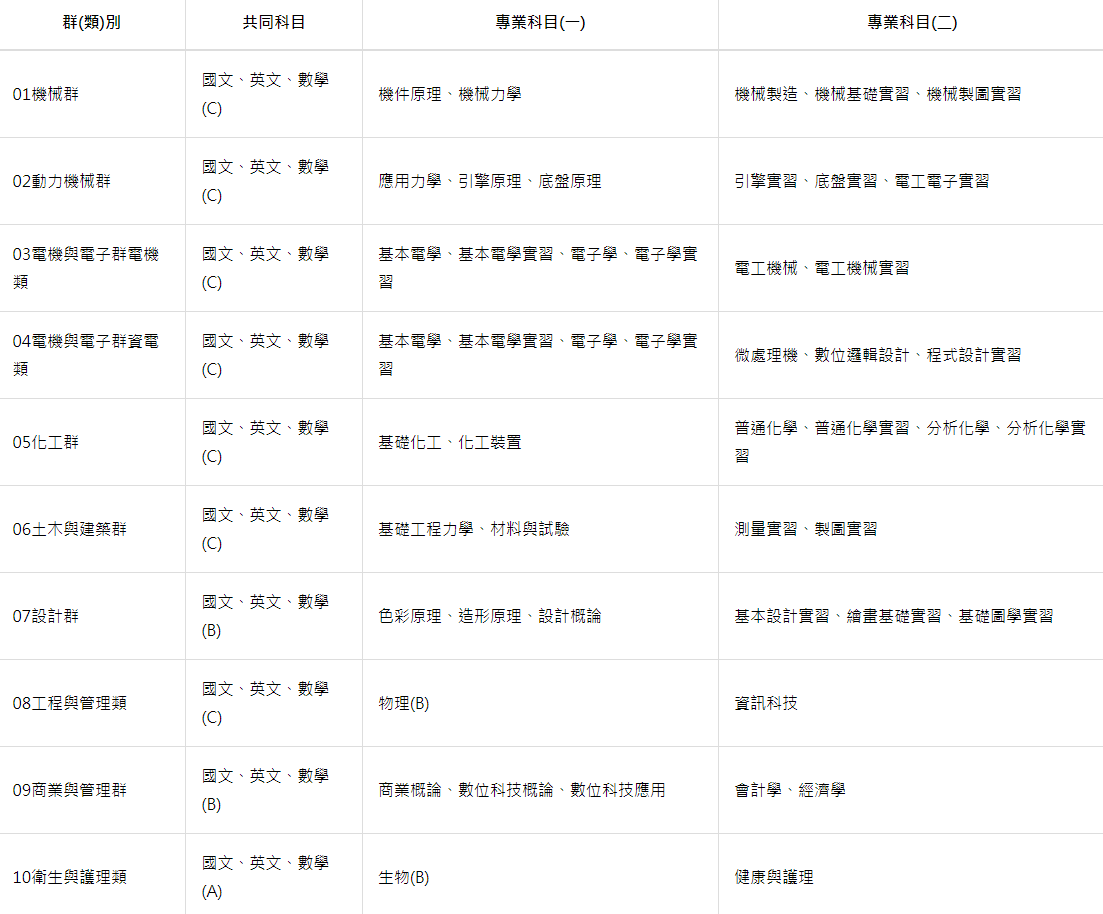 群(類)別 共同科目 專業科目(一) 專業科目(二)
01機械群 國文、英文、數學(C) 機件原理、機械力學 機械製造、機械基礎實習、機械製圖實習
02動力機械群 國文、英文、數學(C) 應用力學、引擎原理、底盤原理 引擎實習、底盤實習、電工電子實習
03電機與電子群電機類 國文、英文、數學(C) 基本電學、基本電學實習、電子學、電子學實習 電工機械、電工機械實習
04電機與電子群資電類 國文、英文、數學(C) 基本電學、基本電學實習、電子學、電子學實習 微處理機、數位邏輯設計、程式設計實習
05化工群 國文、英文、數學(C) 基礎化工、化工裝置 普通化學、普通化學實習、分析化學、分析化學實習
06土木與建築群 國文、英文、數學(C) 基礎工程力學、材料與試驗 測量實習、製圖實習
07設計群 國文、英文、數學(B) 色彩原理、造形原理、設計概論 基本設計實習、繪畫基礎實習、基礎圖學實習
08工程與管理類 國文、英文、數學(C) 物理(B) 資訊科技
09商業與管理群 國文、英文、數學(B) 商業概論、數位科技概論、數位科技應用 會計學、經濟學
10衛生與護理類 國文、英文、數學(A) 生物(B) 健康與護理